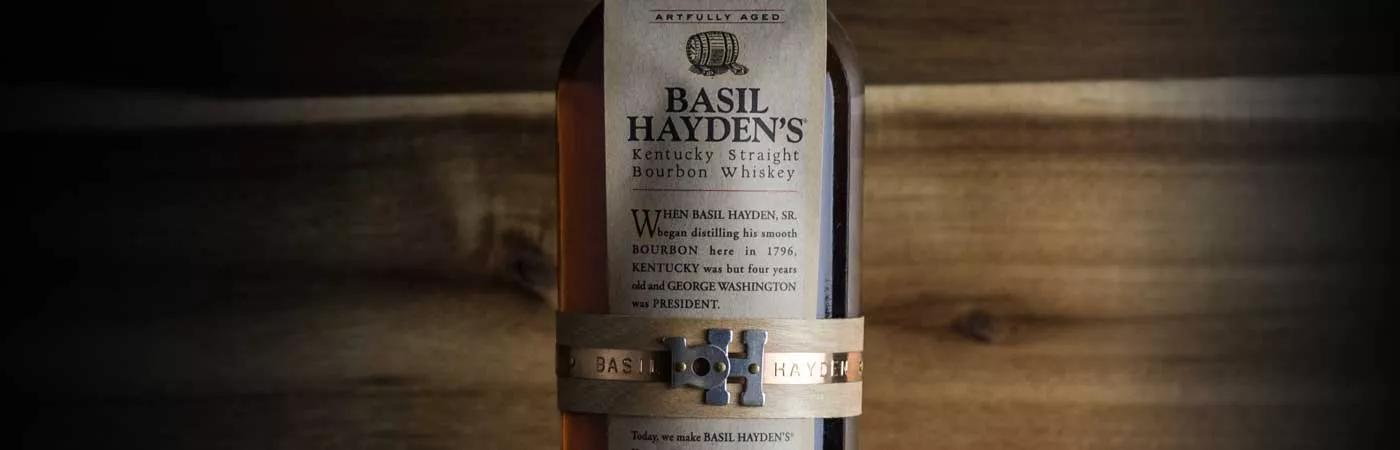 ARTFULLY AGED
BASIL
HAYDEN'S®
Kentucky Straight
Bourbon Whiskey
WHEN BASIL HAYDEN, SR.
began distilling his smooth
BOURBON here in 1796,
KENTUCKY was but four years
old and GEORGE WASHINGTON
was PRESIDENT.
BASIL BH HAYDEN
Today, we make BASIL HAYDEN'S®